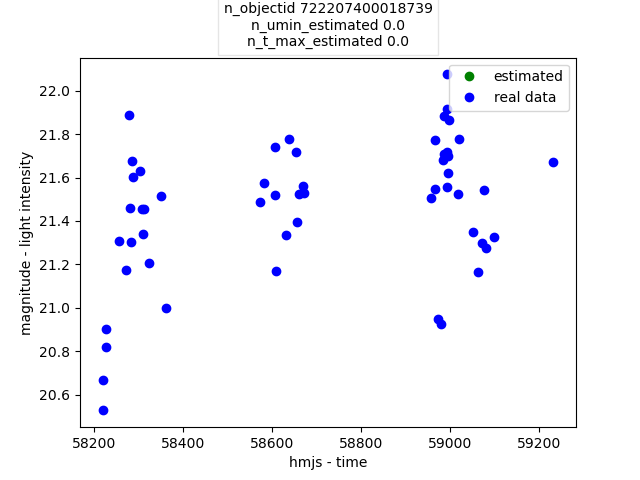 n_objectid 722207400018739
n_umin_estimated 0.0
n_t_max_estimated 0.0
estimated
real data
22.0
21.8
21.6
21.4
21.2
21.0
20.8
20.6
magnitude - light intensity
58200 58400 58600 58800 59000 59200
hmjs - time